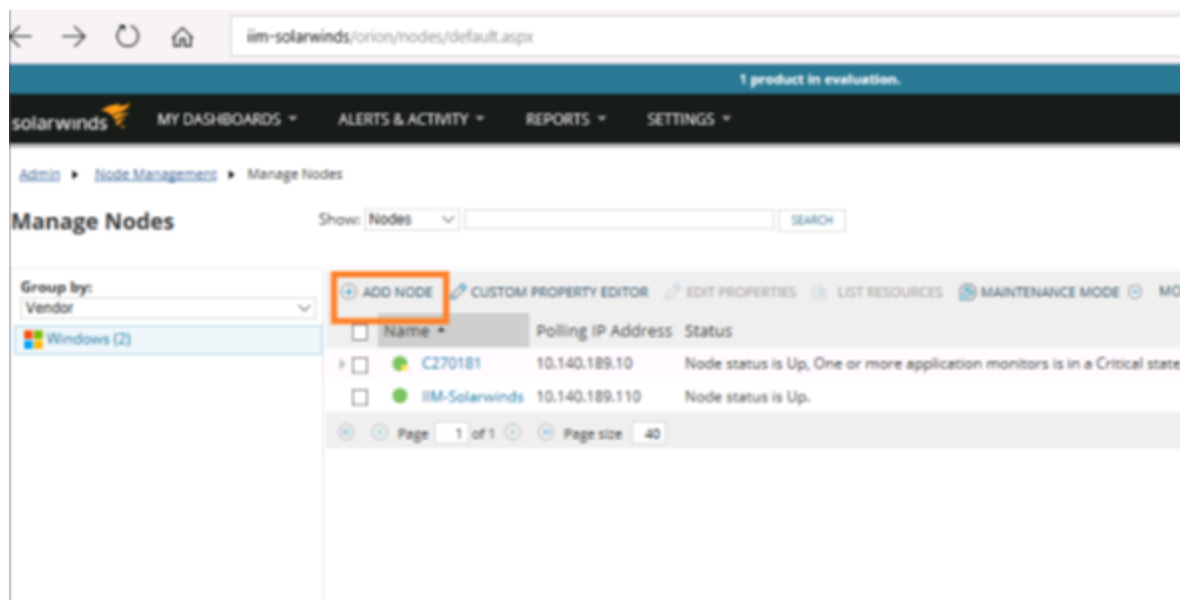 iim-solarwinds/orion/nodes/default.aspx
1 product in evaluation.
solarwinds MY DASHBOARDS ALERTS & ACTIVITY REPORTS SETTINGS
Admin Node Management Manage Nodes
Manage Nodes Show: Nodes SEARCH
Group by:
Vendor
Windows (2)
ADD NODE CUSTOM PROPERTY EDITOR EDIT PROPERTIES LIST RESOURCES MAINTENANCE MODE MO
Name Polling IP Address Status
C270181 10.140.189.10 Node status is Up, One or more application monitors is in a Critical state
IIM-Solarwinds 10.140.189.110 Node status is Up.
Page 1 of 1 Page size 40